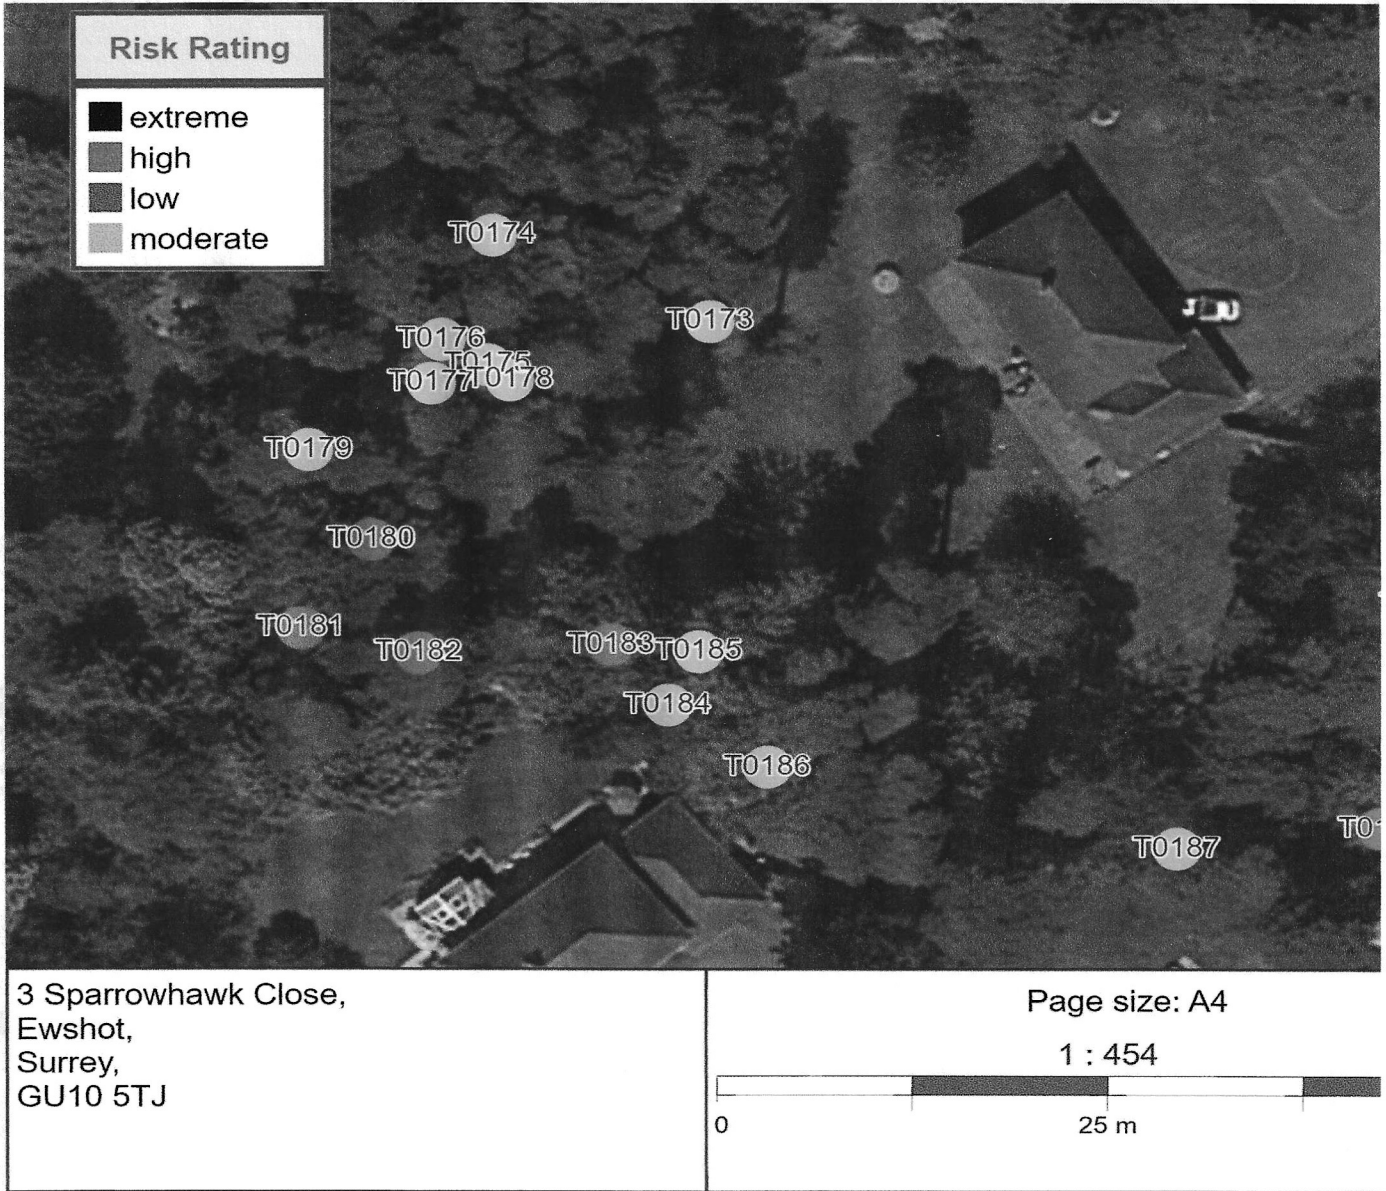 Risk Rating
extreme
high
low
moderate
T0174
T0173
T0176
T0175
T0177
T0178
T0179
T0180
T0181
T0182
T0183
T0185
T0184
T0186
T0187
T01
3 Sparrowhawk Close,
Ewshot,
Surrey,
GU10 5TJ
Page size: A4
1 : 454
0
25 m